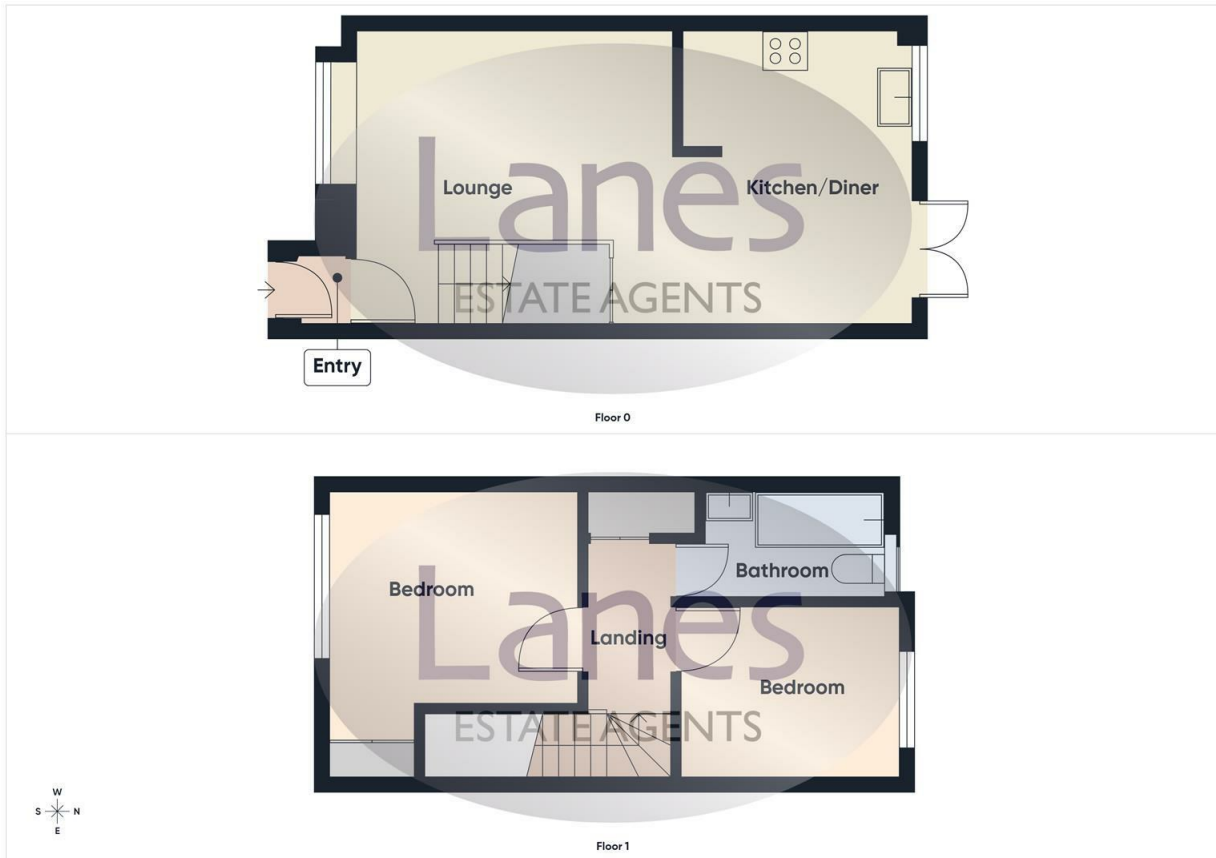 Lounge
Kitchen/Diner
Lanes
ESTATE AGENTS
Entry
Floor 0
Bathroom
Bedroom
Lanes
Landing
Bedroom
ESTATE AGENTS
W
S N
E
Floor 1